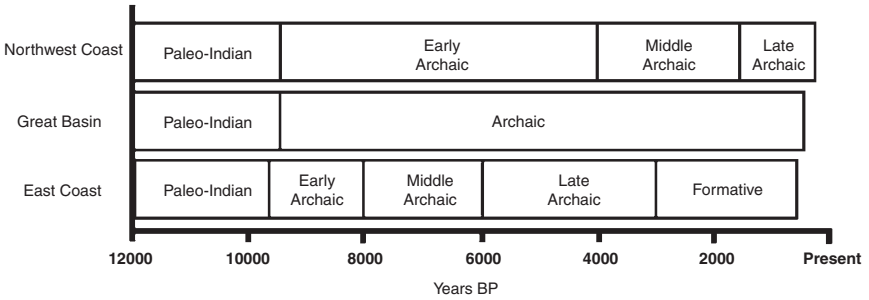 Northwest Coast
Paleo-Indian
Early
Archaic
Middle
Archaic
Late
Archaic
Great Basin
Paleo-Indian
Archaic
East Coast
Paleo-Indian
Early
Archaic
Middle
Archaic
Late
Archaic
Formative
12000 10000 8000 6000 4000 2000 Present
Years BP